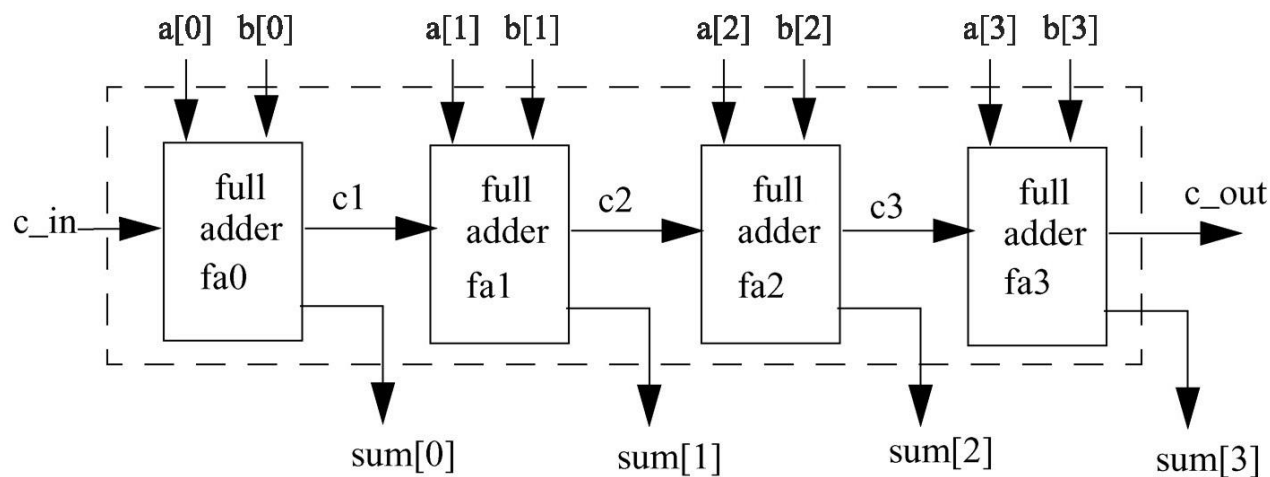 a[0] b[0] a[1] b[1] a[2] b[2] a[3] b[3]
c_in
full
adder
fa0
c1
full
adder
fa1
c2
full
adder
fa2
c3
full
adder
fa3
c_out
sum[0] sum[1] sum[2] sum[3]